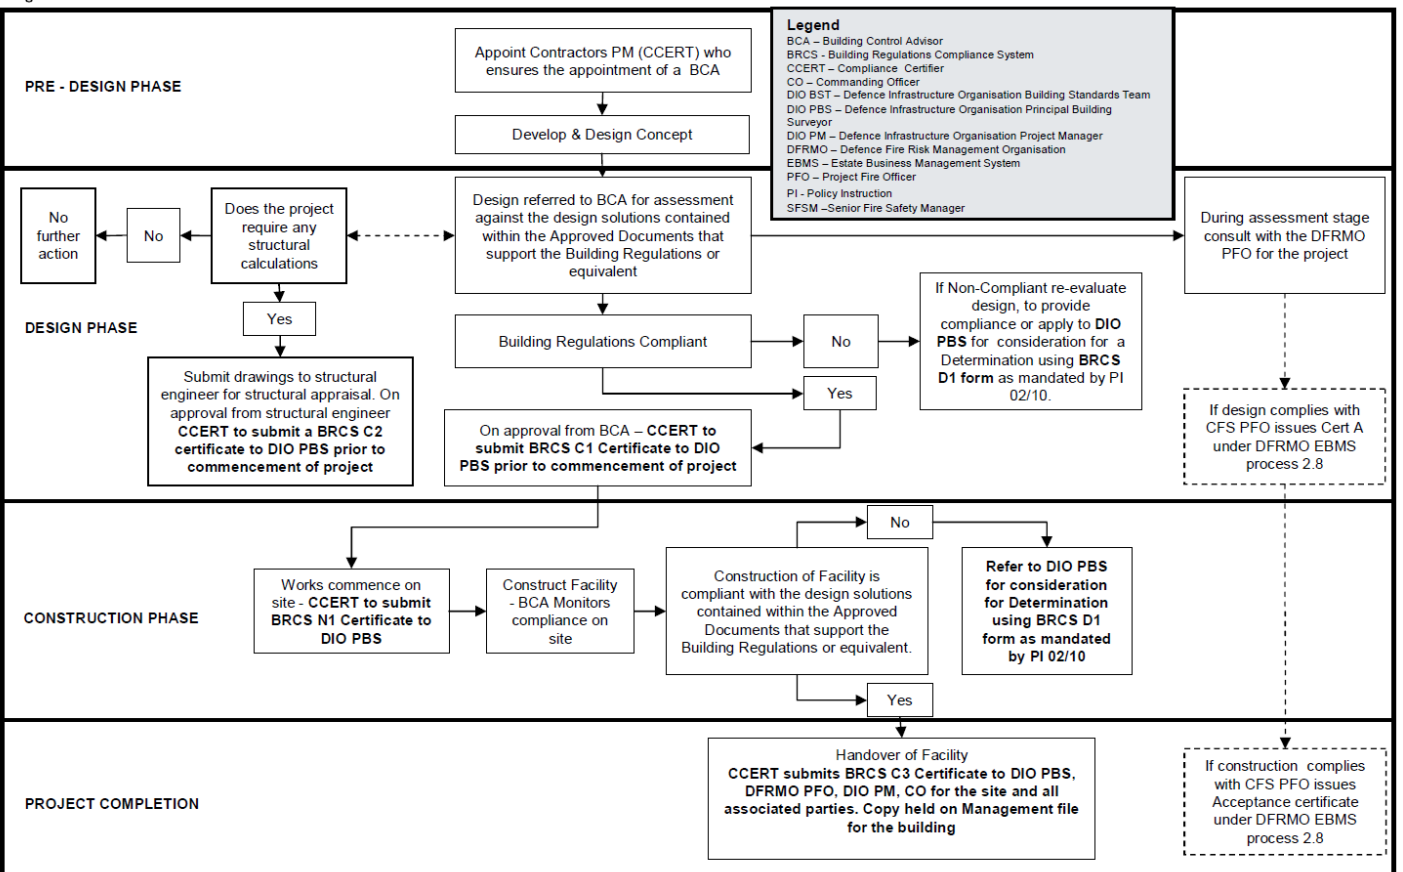 Legend
BCA – Building Control Advisor
BRCS - Building Regulations Compliance System
CCERT – Compliance  Certifier
CO – Commanding Officer
DIO BST – Defence Infrastructure Organisation Building Standards Team
DIO PBS – Defence Infrastructure Organisation Principal Building
Surveyor
DIO PM – Defence Infrastructure Organisation Project Manager
DFRMO – Defence Fire Risk Management Organisation
EBMS – Estate Business Management System
PFO – Project Fire Officer
PI - Policy Instruction
SFSM –Senior Fire Safety Manager
PRE - DESIGN PHASE
Appoint Contractors PM (CCERT) who
ensures the appointment of a  BCA
Develop & Design Concept
DESIGN PHASE
No
further
action
No
Does the project
require any
structural
calculations
Yes
Submit drawings to structural
engineer for structural appraisal. On
approval from structural engineer
CCERT to submit a BRCS C2
certificate to DIO PBS prior to
commencement of project
Design referred to BCA for assessment
against the design solutions contained
within the Approved Documents that
support the Building Regulations or
equivalent
Building Regulations Compliant
No
Yes
If Non-Compliant re-evaluate
design, to provide
compliance or apply to DIO
PBS for consideration for a
Determination using BRCS
D1 form as mandated by PI
02/10.
On approval from BCA – CCERT to
submit BRCS C1 Certificate to DIO
PBS prior to commencement of project
During assessment stage
consult with the DFRMO
PFO for the project
If design complies with
CFS PFO issues Cert A
under DFRMO EBMS
process 2.8
CONSTRUCTION PHASE
Works commence on
site - CCERT to submit
BRCS N1 Certificate to
DIO PBS
Construct Facility
- BCA Monitors
compliance on
site
Construction of Facility is
compliant with the design solutions
contained within the Approved
Documents that support the
Building Regulations or equivalent.
No
Refer to DIO PBS
for consideration
for Determination
using BRCS D1
form as mandated
by PI 02/10
Yes
PROJECT COMPLETION
Handover of Facility
CCERT submits BRCS C3 Certificate to DIO PBS,
DFRMO PFO, DIO PM, CO for the site and all
associated parties. Copy held on Management file
for the building
If construction  complies
with CFS PFO issues
Acceptance certificate
under DFRMO EBMS
process 2.8